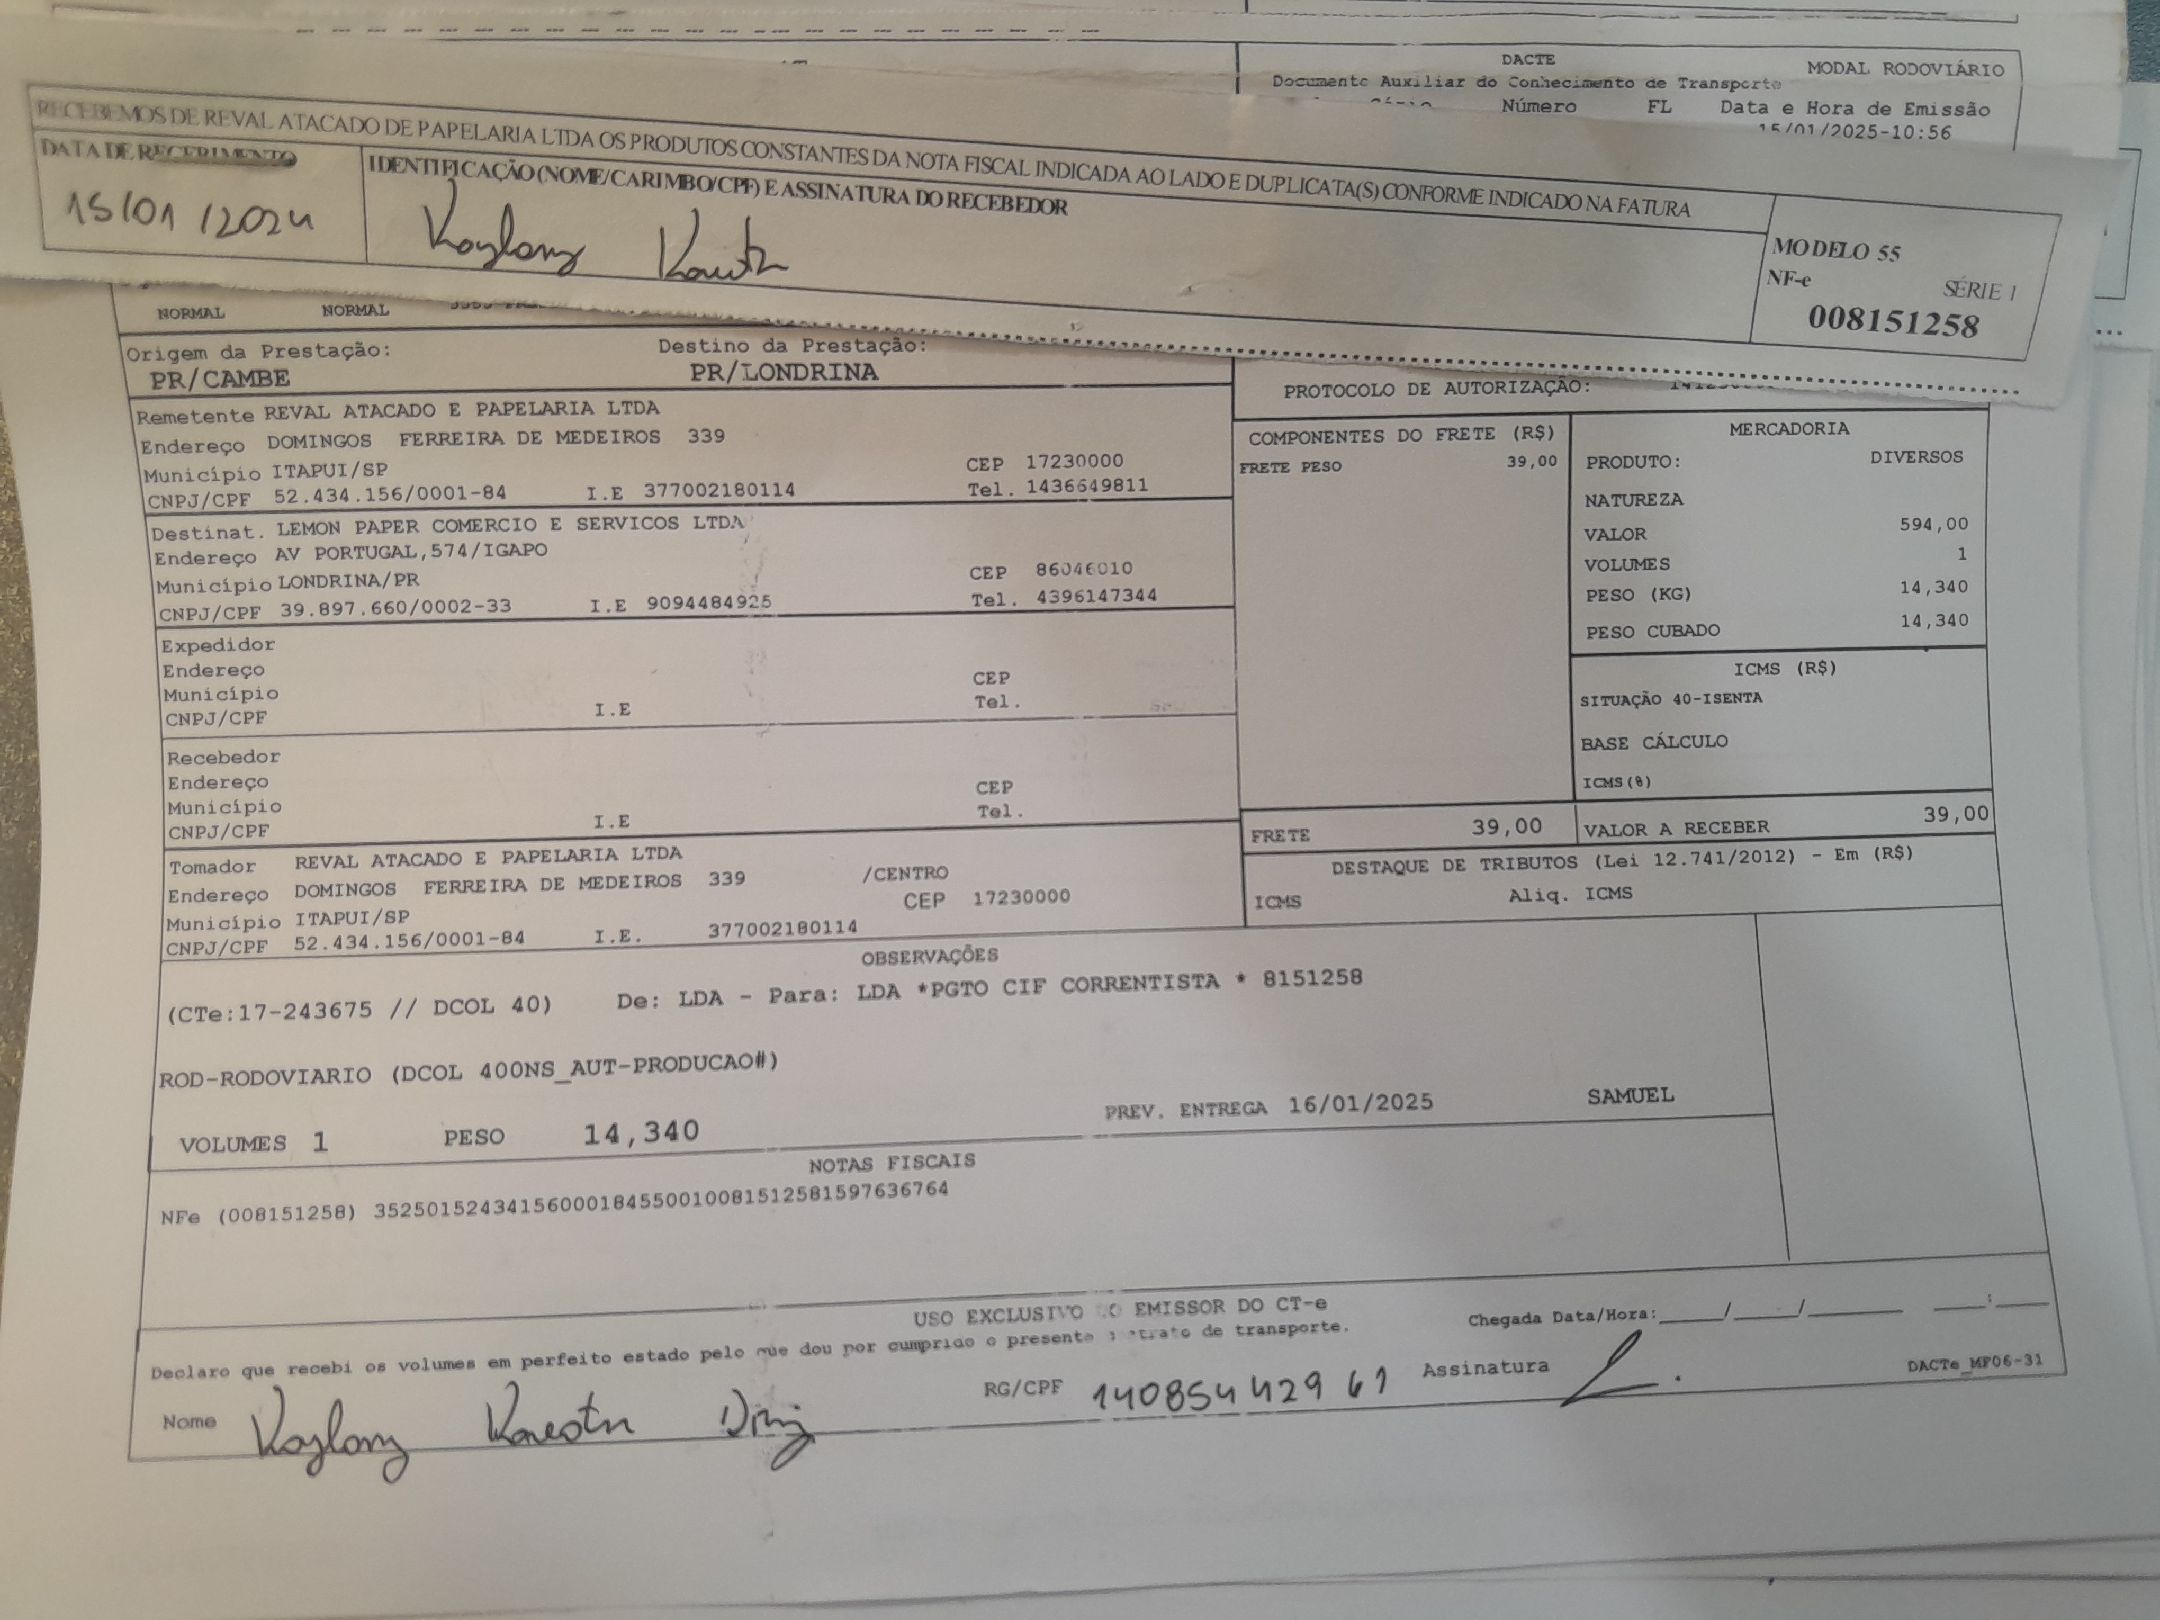 DACTE
Documento Auxiliar do Conhecimento de Transporte
MODAL RODOVIÁRIO
Número FL Data e Hora de Emissão
15/01/2025-10:56
RECEBEMOS DE REVAL ATACADO DE PAPELARIA LTDA OS PRODUTOS CONSTANTES DA NOTA FISCAL INDICADA AO LADO E DUPLICATA(S) CONFORME INDICADO NA FATURA
DATA DE RECEBIMENTO
15/01/2024
IDENTIFICAÇÃO (NOME/CARIMBO/CPF) E ASSINATURA DO RECEBEDOR
MODELO 55
NF-e SÉRIE 1
008151258
NORMAL NORMAL
Origem da Prestação: Destino da Prestação:
PR/CAMBE PR/LONDRINA
PROTOCOLO DE AUTORIZAÇÃO:
Remetente REVAL ATACADO E PAPELARIA LTDA
Endereço DOMINGOS FERREIRA DE MEDEIROS 339
Município ITAPUI/SP CEP 17230000
CNPJ/CPF 52.434.156/0001-84 I.E 377002180114 Tel. 1436649811
Destinat. LEMON PAPER COMERCIO E SERVICOS LTDA
Endereço AV PORTUGAL,574/IGAPO
Município LONDRINA/PR CEP 86046010
CNPJ/CPF 39.897.660/0002-33 I.E 9094484925 Tel. 4396147344
Expedidor
Endereço
Município CEP
CNPJ/CPF I.E Tel.
Recebedor
Endereço
Município CEP
CNPJ/CPF I.E Tel.
Tomador REVAL ATACADO E PAPELARIA LTDA
Endereço DOMINGOS FERREIRA DE MEDEIROS 339 /CENTRO
Município ITAPUI/SP CEP 17230000
CNPJ/CPF 52.434.156/0001-84 I.E. 377002180114
COMPONENTES DO FRETE (R$)
FRETE PESO 39,00
MERCADORIA
PRODUTO: DIVERSOS
NATUREZA
VALOR 594,00
VOLUMES 1
PESO (KG) 14,340
PESO CUBADO 14,340
ICMS (R$)
SITUAÇÃO 40-ISENTA
BASE CÁLCULO
ICMS(%)
FRETE 39,00 VALOR A RECEBER 39,00
DESTAQUE DE TRIBUTOS (Lei 12.741/2012) - Em (R$)
ICMS Aliq. ICMS
OBSERVAÇÕES
(CTe:17-243675 // DCOL 40) De: LDA - Para: LDA *PGTO CIF CORRENTISTA * 8151258
ROD-RODOVIARIO (DCOL 400NS_AUT-PRODUCAO#)
VOLUMES 1 PESO 14,340 PREV. ENTREGA 16/01/2025 SAMUEL
NOTAS FISCAIS
NFe (008151258) 35250152434156000184550010081512581597636764
USO EXCLUSIVO DO EMISSOR DO CT-e
Declaro que recebi os volumes em perfeito estado pelo que dou por cumprido o presente contrato de transporte.
Chegada Data/Hora:_____/_____/________ ____:____
Nome
RG/CPF 14085442961 Assinatura
DACTe_MF06-31